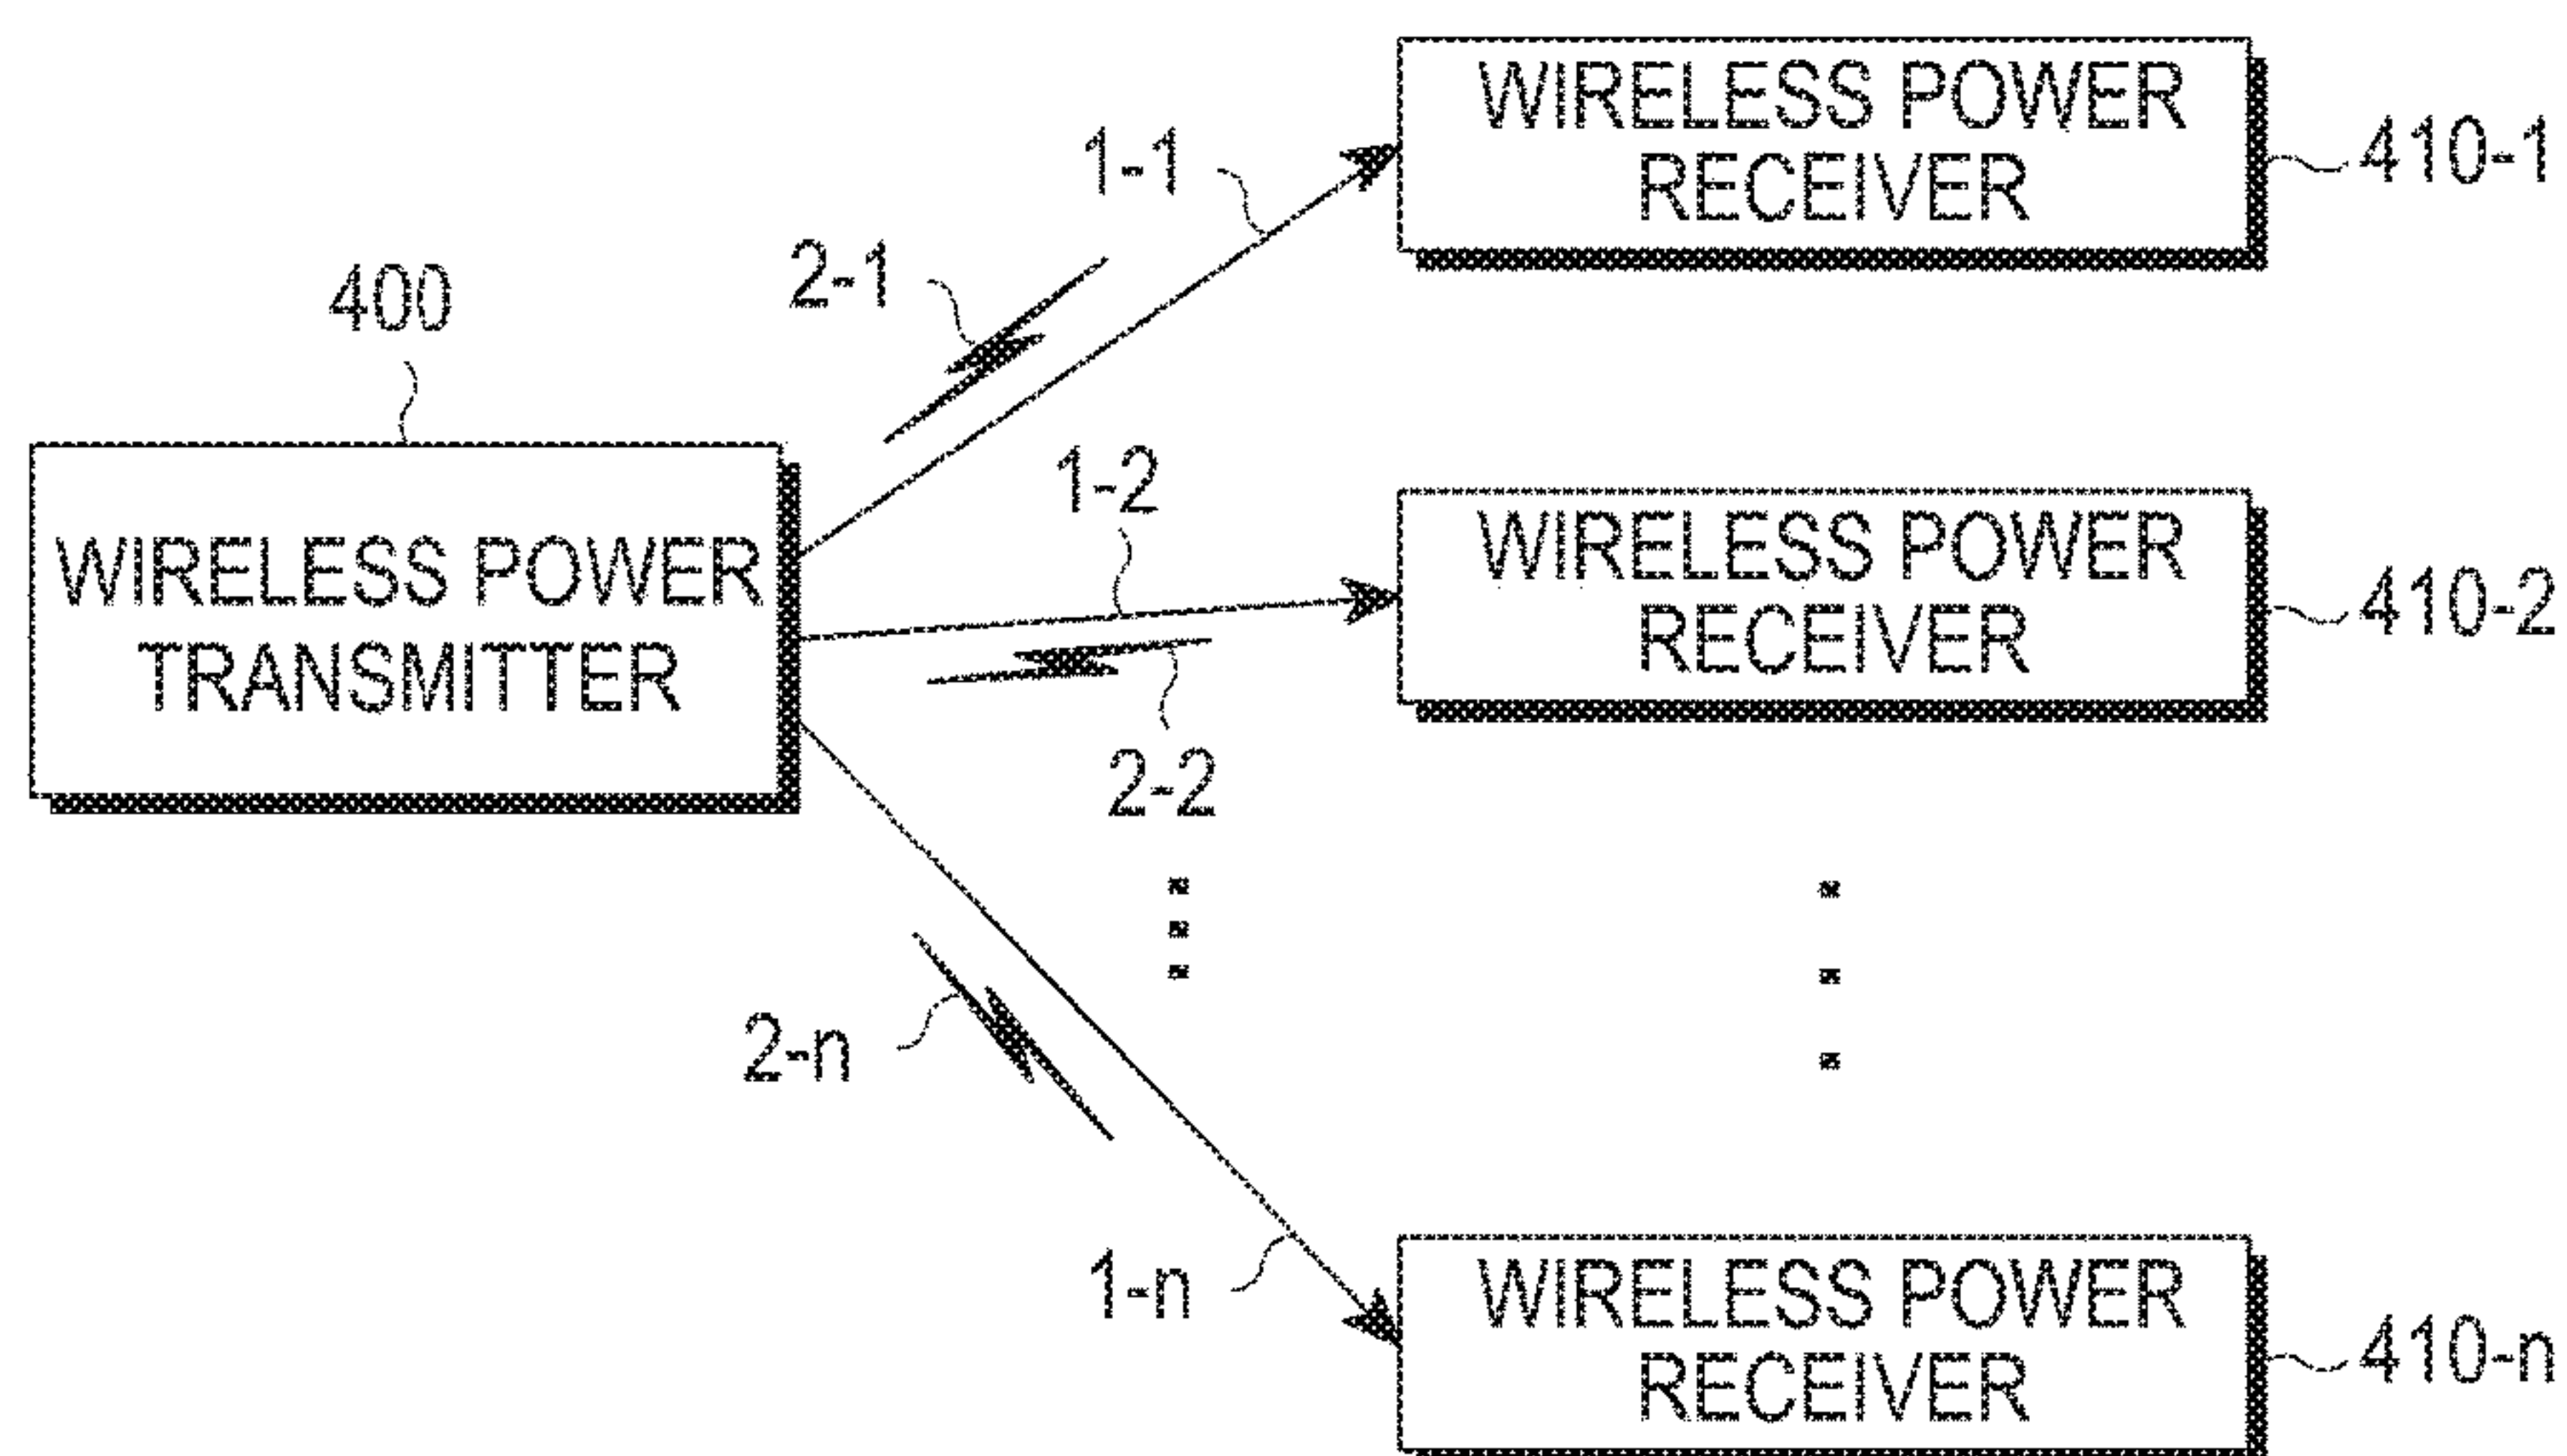 WIRELESS POWER
RECEIVER
410-1
1-1
2-1
400
1-2
WIRELESS POWER
TRANSMITTER
WIRELESS POWER
RECEIVER
410-2
2-2
2-n
1-n
WIRELESS POWER
RECEIVER
410-n